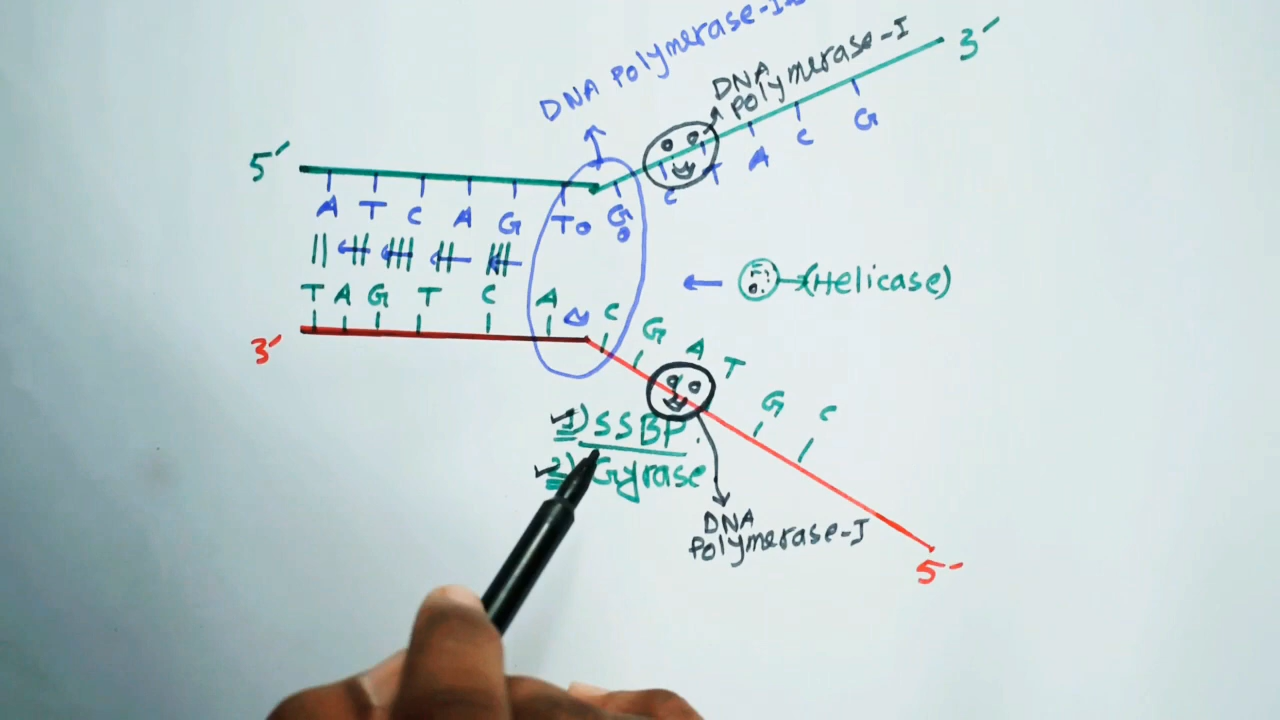 DNA Polymerase-I
DNA
Polymerase-I
3′
5′
A T C A G T G C T A C G
(Helicase)
T A G T C A C G A T G C
3′
1) SSBP
2) Gyrase
DNA
Polymerase-I
5′